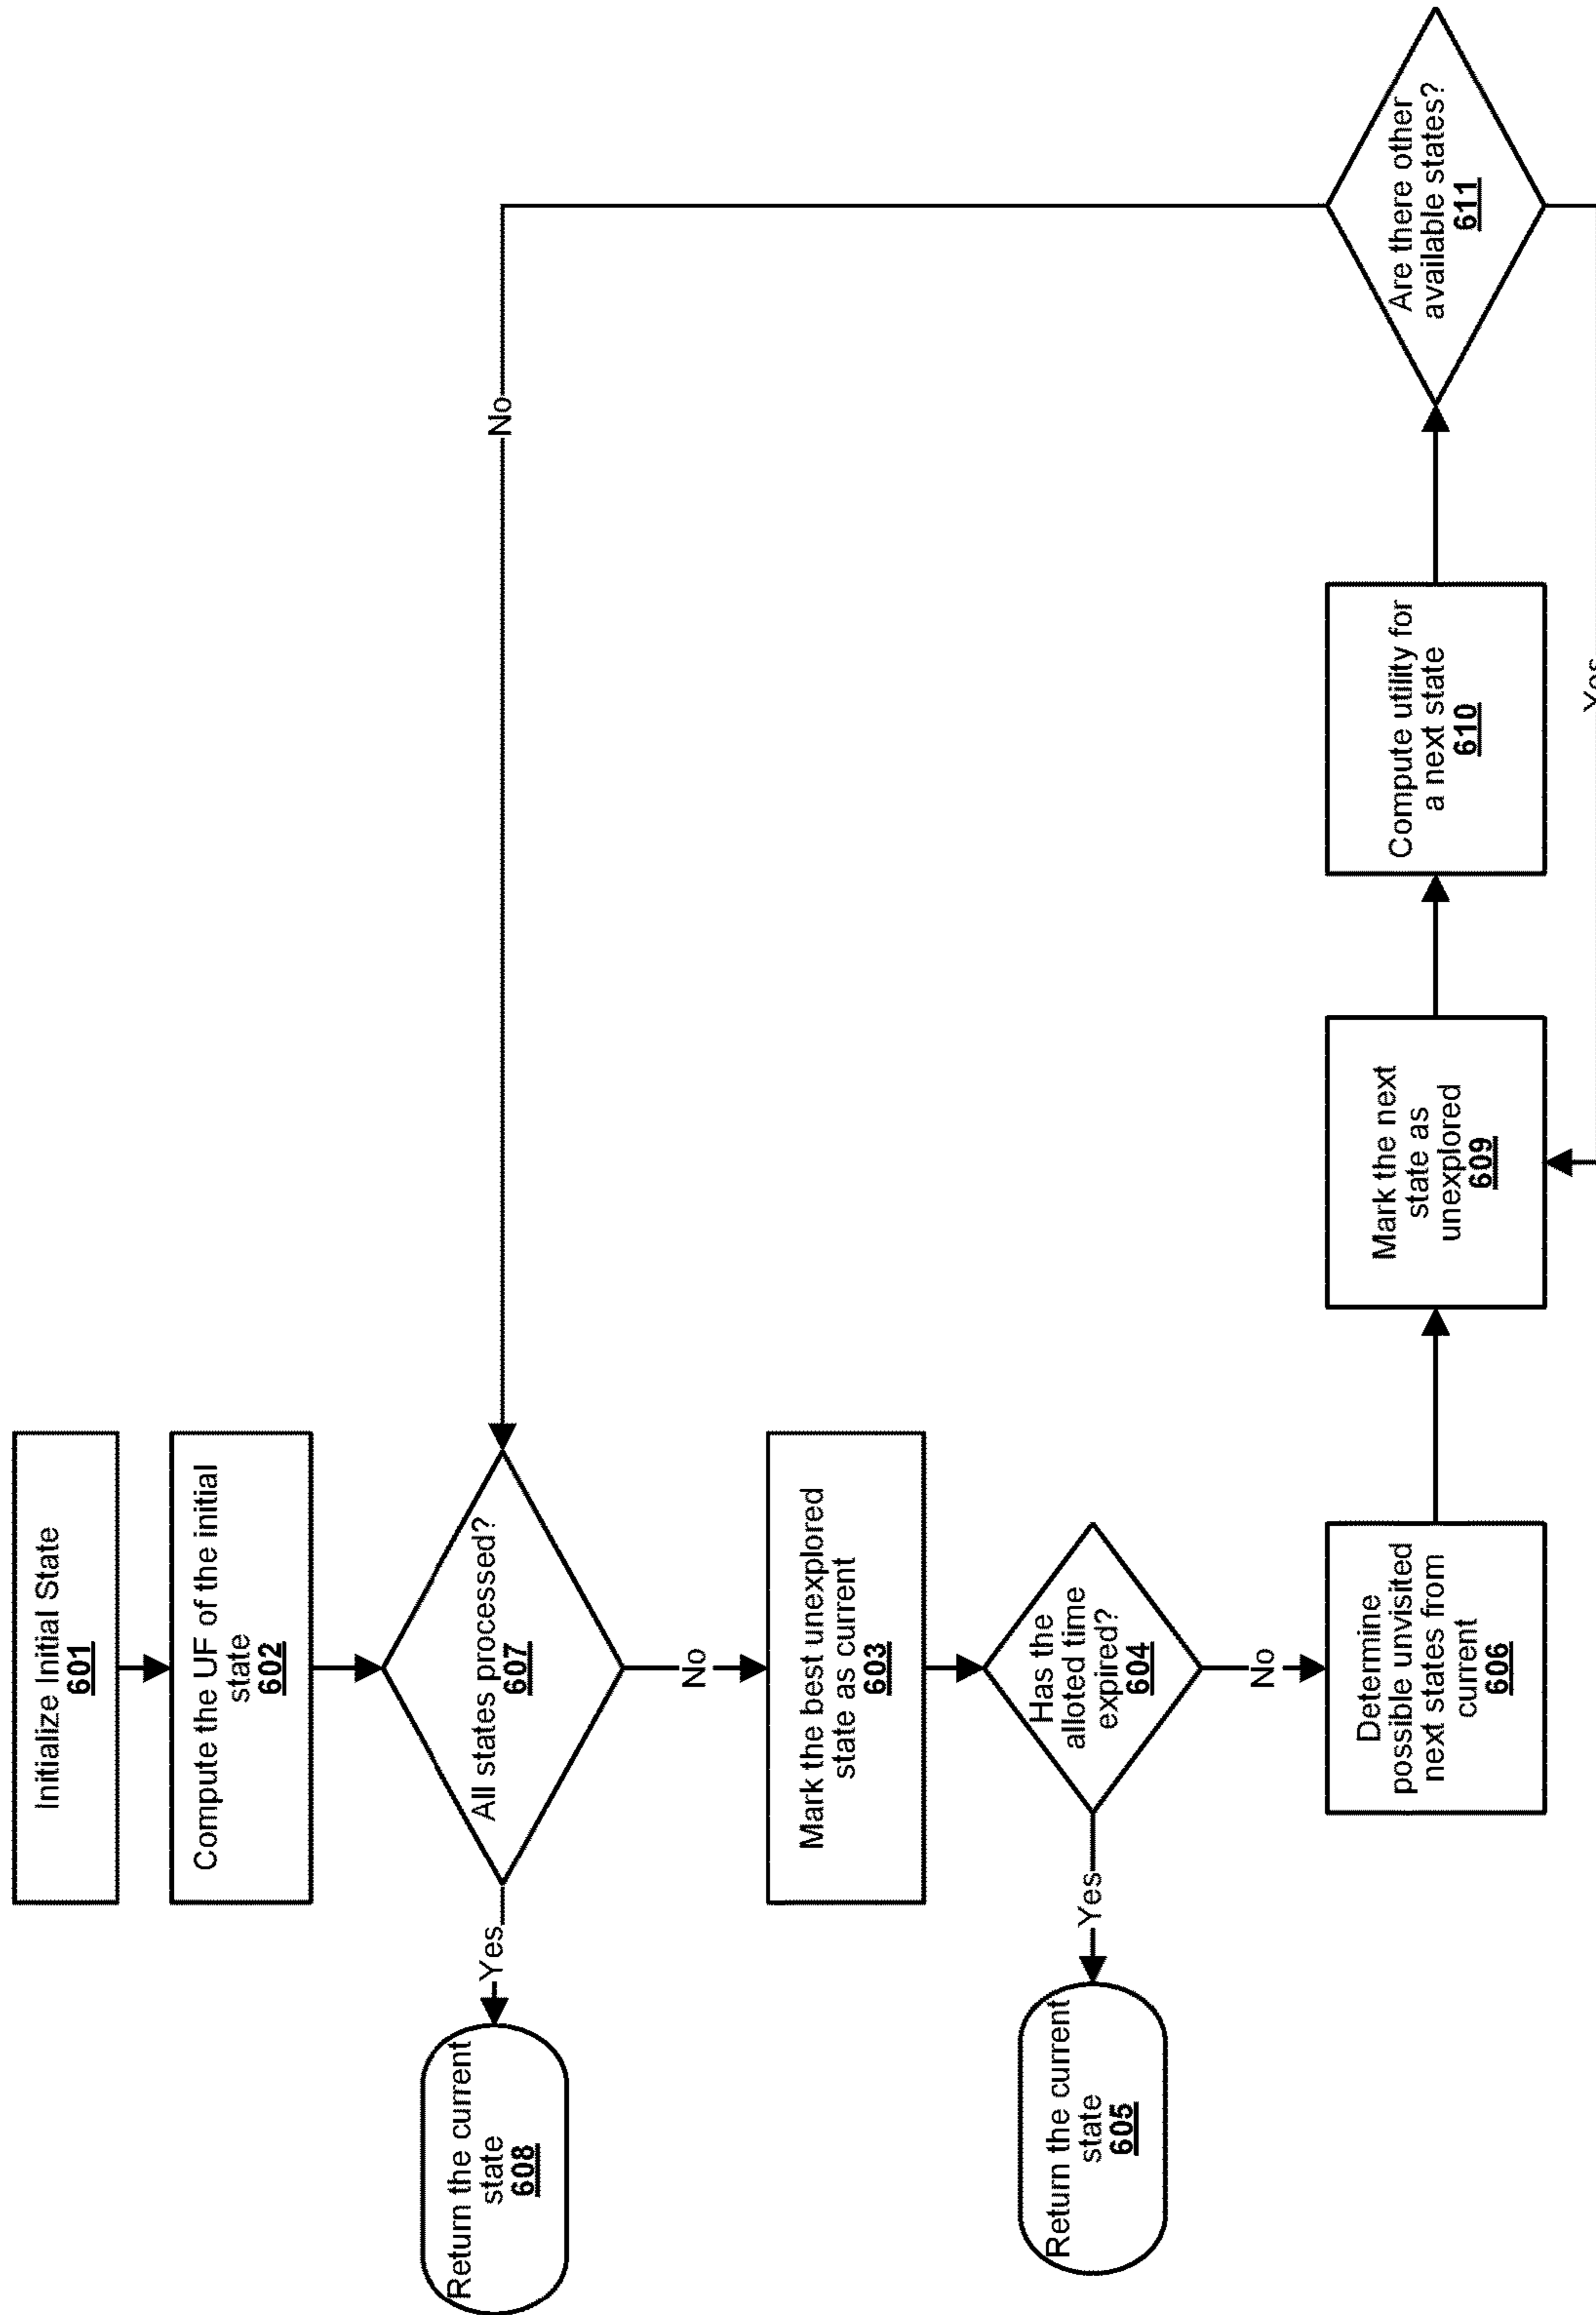 Initialize Initial State
601
Compute the UF of the initial
state
602
All states processed?
607
Yes
Return the current
state
608
No
Mark the best unexplored
state as current
603
Has the
alloted time
expired?
604
Yes
Return the current
state
605
No
Determine
possible unvisited
next states from
current
606
Mark the next
state as
unexplored
609
Compute utility for
a next state
610
Are there other
available states?
611
No
Yes